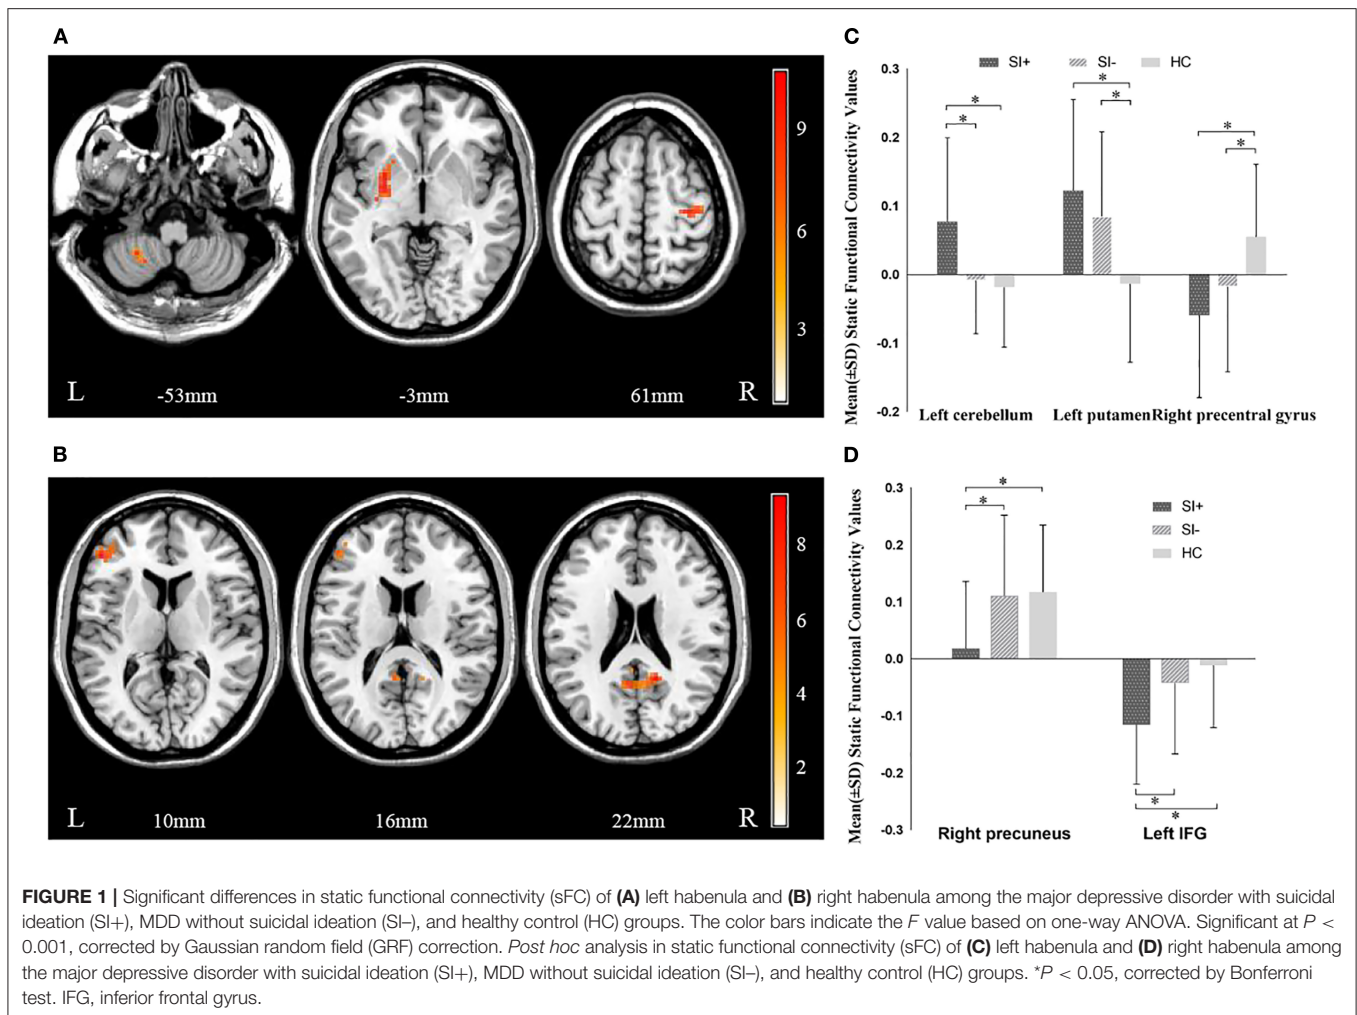 A
9
6
3
L
-53mm
-3mm
61mm
R
B
8
6
4
2
L
10mm
16mm
22mm
R
C
SI+
SI-
HC
Mean(±SD) Static Functional Connectivity Values
0.3
0.2
0.1
0.0
-0.1
-0.2
* * * * * *
Left cerebellum
Left putamen
Right precentral gyrus
D
SI+
SI-
HC
Mean(±SD) Static Functional Connectivity Values
0.3
0.2
0.1
0.0
-0.1
-0.2
-0.3
* * * *
Right precuneus
Left IFG
FIGURE 1 | Significant differences in static functional connectivity (sFC) of (A) left habenula and (B) right habenula among the major depressive disorder with suicidal
ideation (SI+), MDD without suicidal ideation (SI–), and healthy control (HC) groups. The color bars indicate the F value based on one-way ANOVA. Significant at P <
0.001, corrected by Gaussian random field (GRF) correction. Post hoc analysis in static functional connectivity (sFC) of (C) left habenula and (D) right habenula among
the major depressive disorder with suicidal ideation (SI+), MDD without suicidal ideation (SI–), and healthy control (HC) groups. *P < 0.05, corrected by Bonferroni
test. IFG, inferior frontal gyrus.